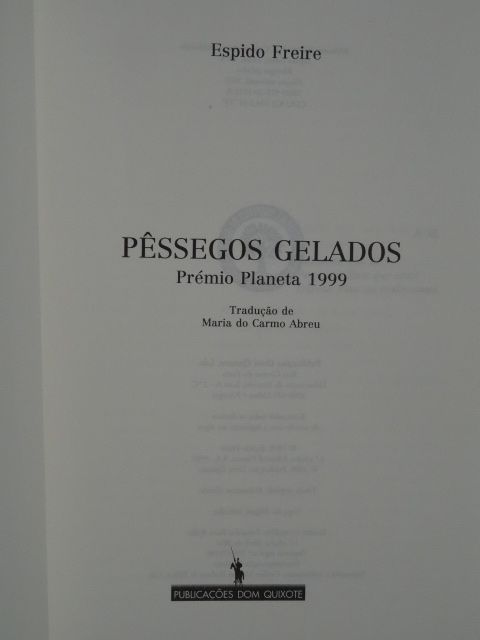 Espido Freire
PÊSSEGOS GELADOS
Prémio Planeta 1999
Tradução de
Maria do Carmo Abreu
PUBLICAÇÕES DOM QUIXOTE